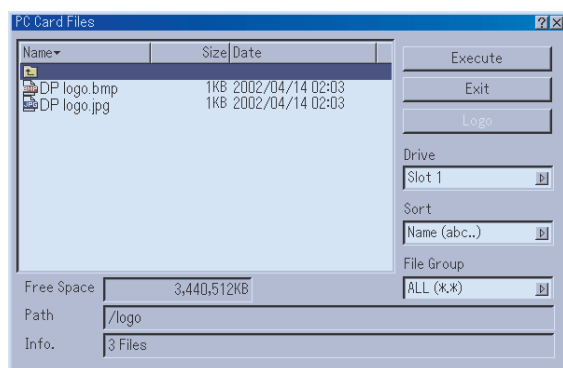 PC Card Files
Name Size Date
DP logo.bmp 1KB 2002/04/14 02:03
DP logo.jpg 1KB 2002/04/14 02:03
Execute
Exit
Logo
Drive
Slot 1
Sort
Name (abc..)
File Group
ALL (*.*)
Free Space 3,440,512KB
Path /logo
Info. 3 Files